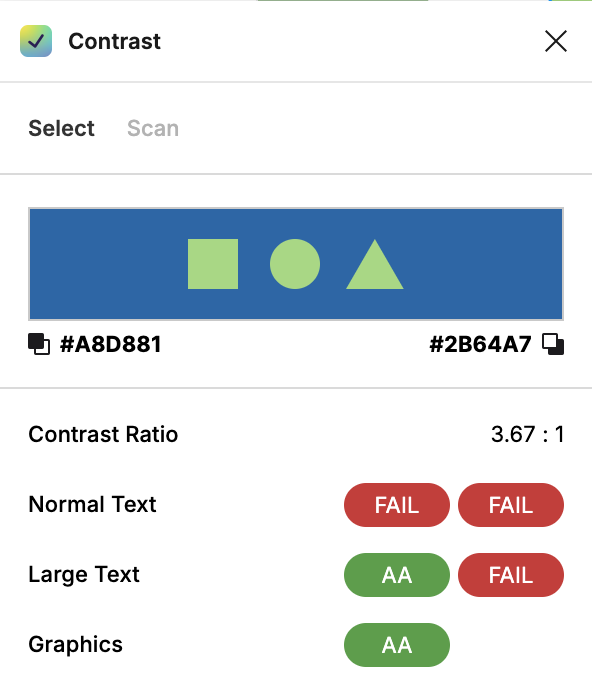 Contrast
Select Scan
#A8D881 #2B64A7
Contrast Ratio 3.67 : 1
Normal Text FAIL FAIL
Large Text AA FAIL
Graphics AA